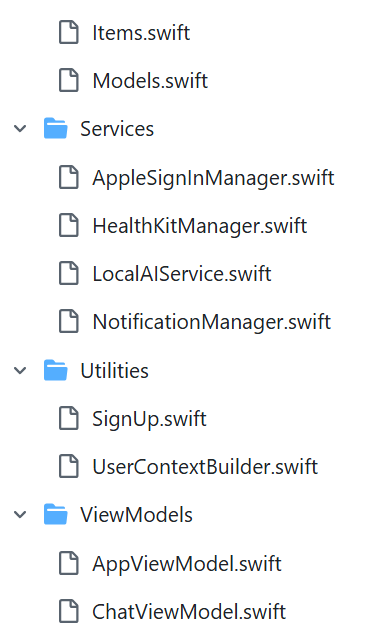 Items.swift
Models.swift
Services
AppleSignInManager.swift
HealthKitManager.swift
LocalAIService.swift
NotificationManager.swift
Utilities
SignUp.swift
UserContextBuilder.swift
ViewModels
AppViewModel.swift
ChatViewModel.swift